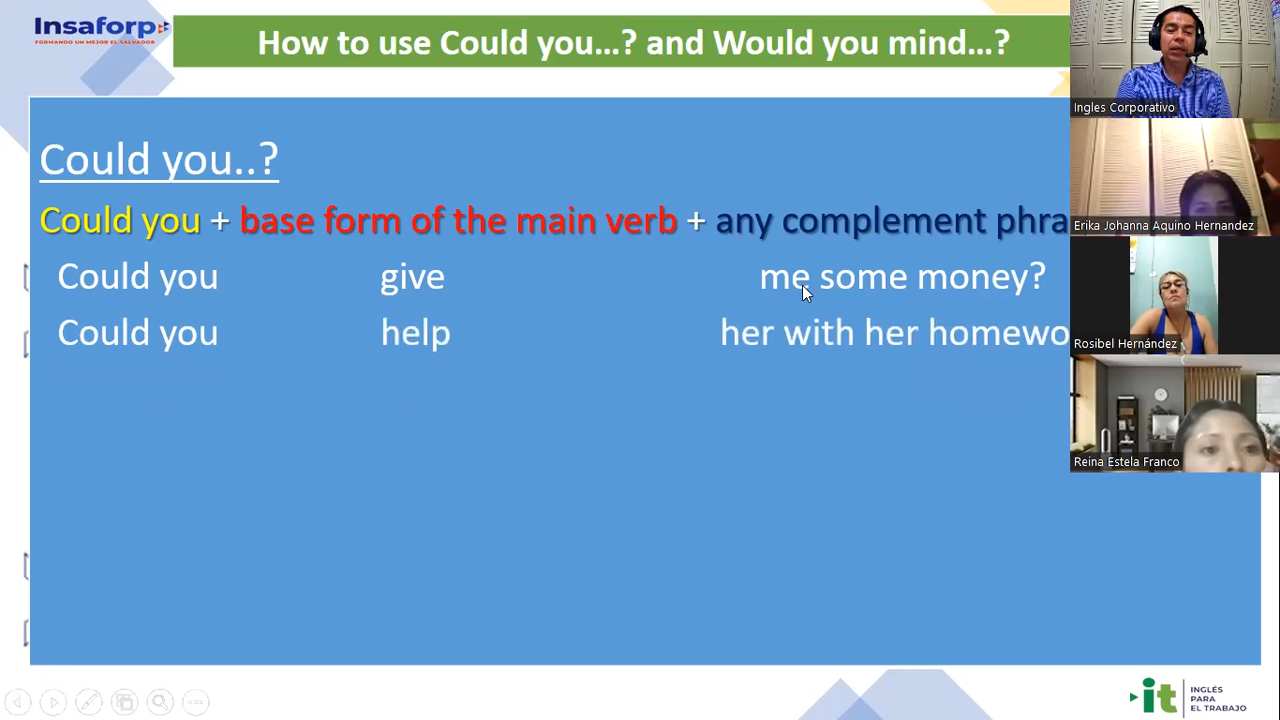 Insaforp
FORMANDO UN MEJOR EL SALVADOR
How to use Could you...? and Would you mind...?
Could you..?
Could you + base form of the main verb + any complement phra
Could you give me some money?
Could you help her with her homewo
Ingles Corporativo
Erika Johanna Aquino Hernandez
Rosibel Hernández
Reina Estela Franco
it
INGLÉS
PARA
EL TRABAJO